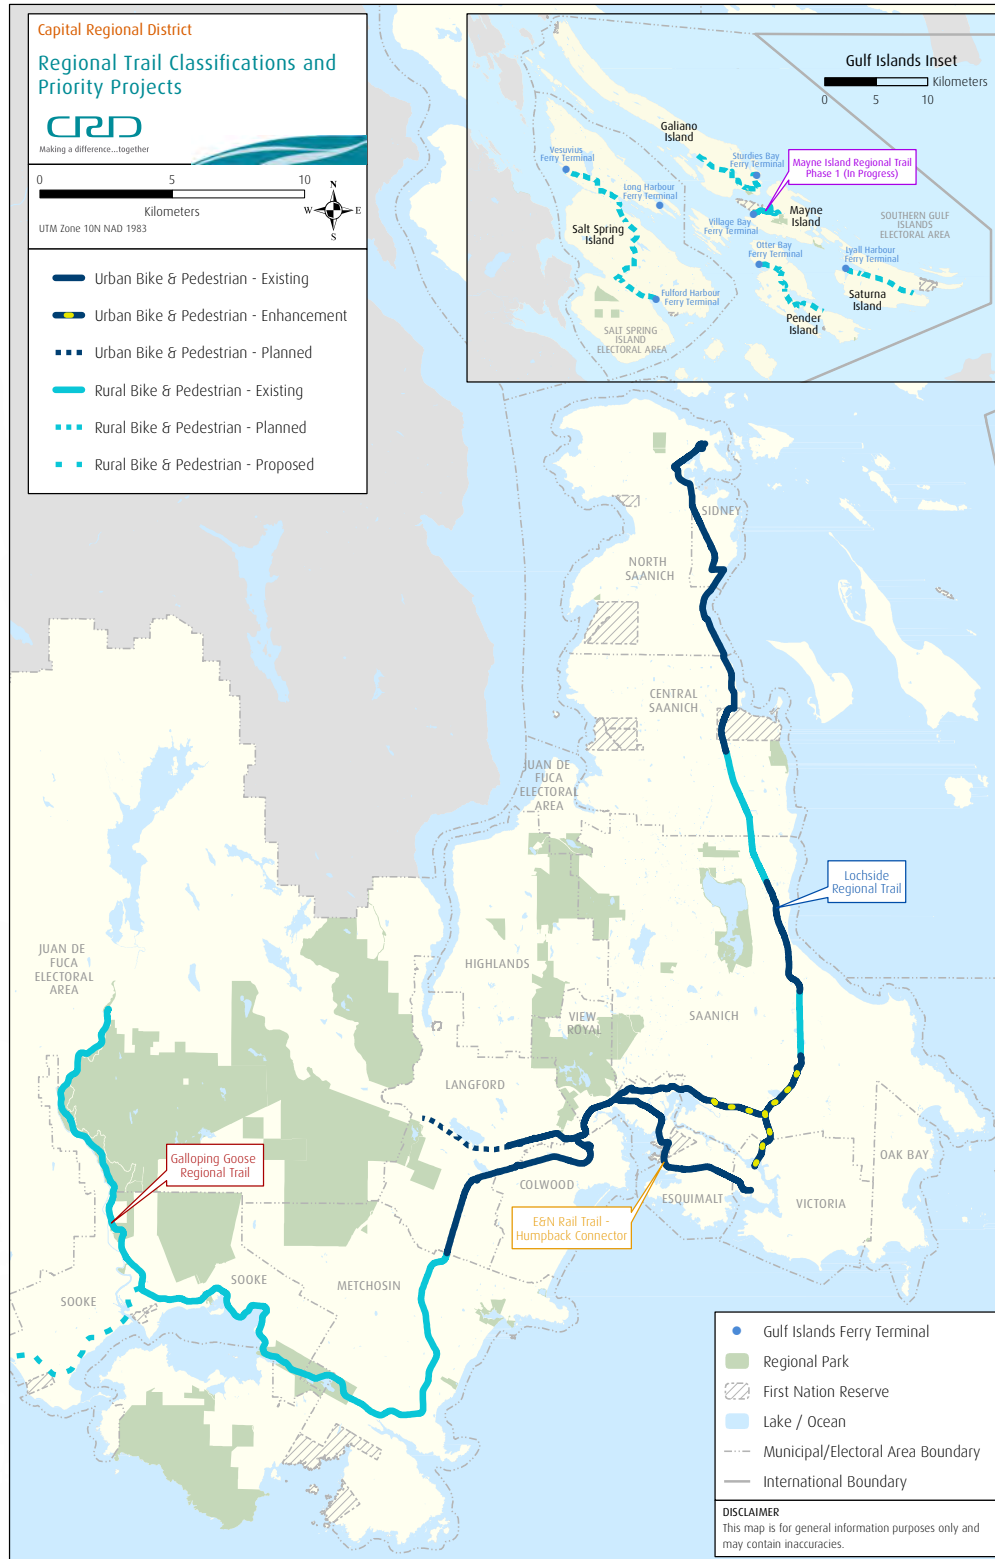 Capital Regional District
Regional Trail Classifications and
Priority Projects
CRD
Making a difference...together
0 5 10
Kilometers
UTM Zone 10N NAD 1983
N
W E
S
Urban Bike & Pedestrian - Existing
Urban Bike & Pedestrian - Enhancement
Urban Bike & Pedestrian - Planned
Rural Bike & Pedestrian - Existing
Rural Bike & Pedestrian - Planned
Rural Bike & Pedestrian - Proposed
Gulf Islands Inset
Kilometers
0 5 10
Galiano
Island
Vesuvius
Ferry Terminal
Sturdies Bay
Ferry Terminal
Mayne Island Regional Trail
Phase 1 (In Progress)
Long Harbour
Ferry Terminal
Village Bay
Ferry Terminal
Mayne
Island
SOUTHERN GULF
ISLANDS
ELECTORAL AREA
Salt Spring
Island
Otter Bay
Ferry Terminal
Lyall Harbour
Ferry Terminal
Fulford Harbour
Ferry Terminal
Saturna
Island
Pender
Island
SALT SPRING
ISLAND
ELECTORAL AREA
SIDNEY
NORTH
SAANICH
CENTRAL
SAANICH
JUAN DE
FUCA
ELECTORAL
AREA
Lochside
Regional Trail
JUAN DE
FUCA
ELECTORAL
AREA
HIGHLANDS
VIEW
ROYAL
SAANICH
LANGFORD
Galloping Goose
Regional Trail
COLWOOD
OAK BAY
ESQUIMALT
VICTORIA
E&N Rail Trail -
Humpback Connector
SOOKE
METCHOSIN
SOOKE
Gulf Islands Ferry Terminal
Regional Park
First Nation Reserve
Lake / Ocean
Municipal/Electoral Area Boundary
International Boundary
DISCLAIMER
This map is for general information purposes only and
may contain inaccuracies.